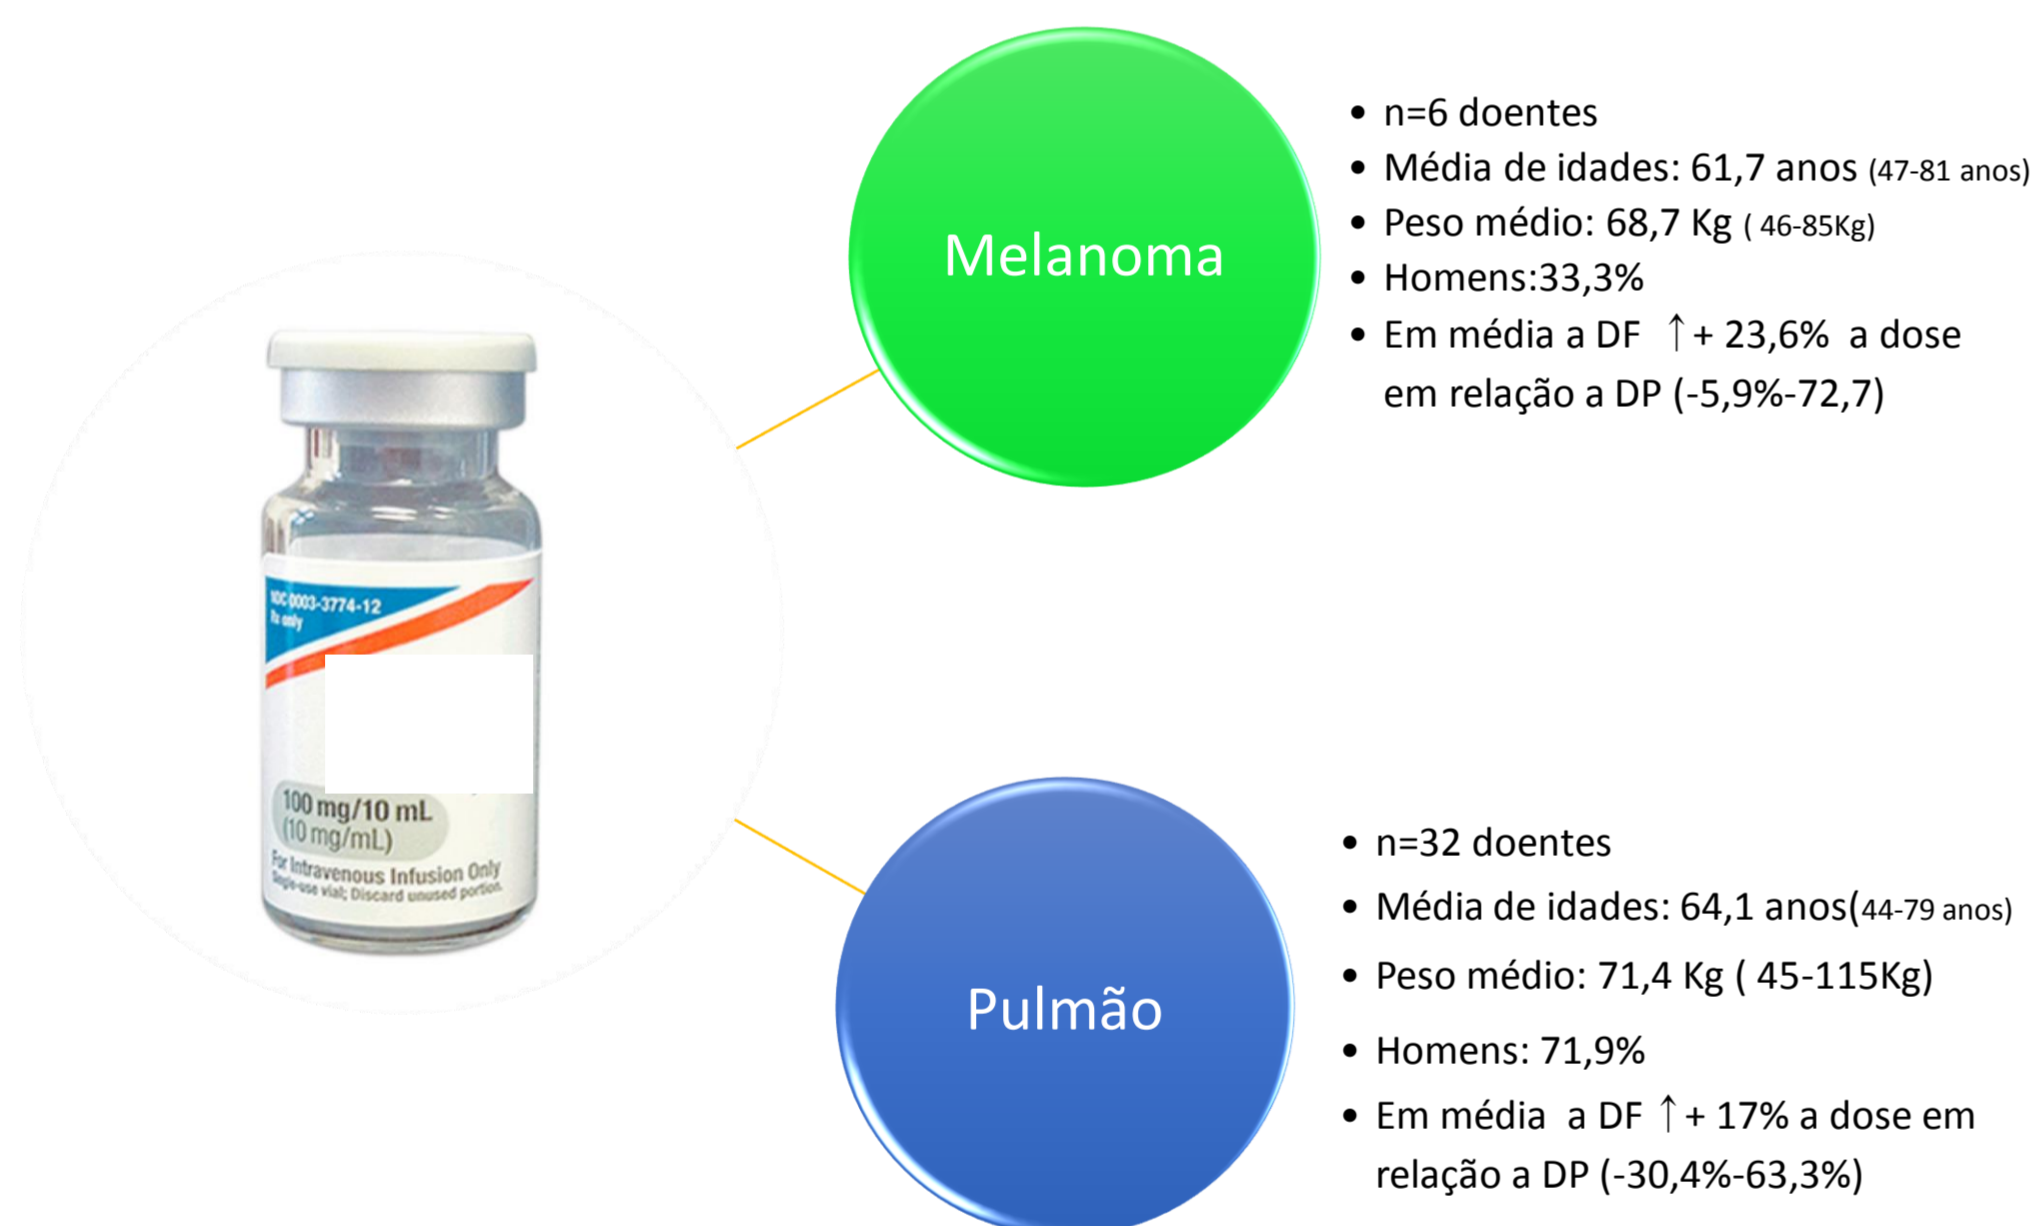 Melanoma
• n=6 doentes
• Média de idades: 61,7 anos (47-81 anos)
• Peso médio: 68,7 Kg ( 46-85Kg)
• Homens:33,3%
• Em média a DF ↑+ 23,6% a dose
em relação a DP (-5,9%-72,7)
NDC 0003-3774-12
Rx only
100 mg/10 mL
(10 mg/mL)
For Intravenous Infusion Only
Single-use vial; Discard unused portion.
Pulmão
• n=32 doentes
• Média de idades: 64,1 anos(44-79 anos)
• Peso médio: 71,4 Kg ( 45-115Kg)
• Homens: 71,9%
• Em média a DF ↑+ 17% a dose em
relação a DP (-30,4%-63,3%)